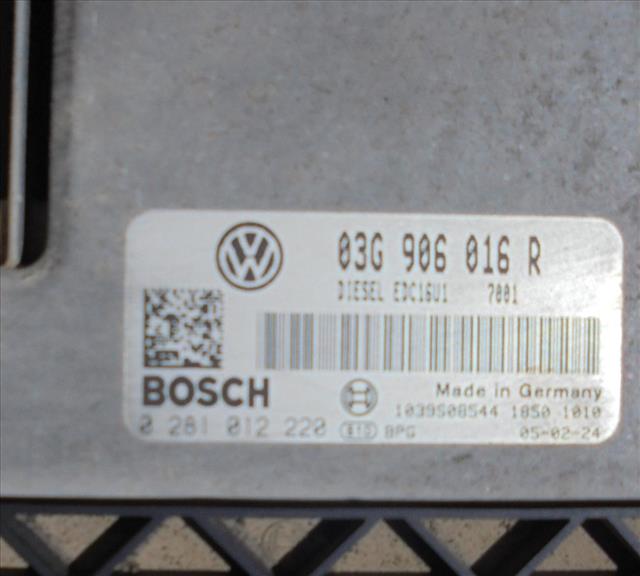 03G 906 016 R
DIESEL EDC16U1 7001
BOSCH
Made in Germany
1039S08544 1850 1010
0 281 012 220 BPG 05-02-24